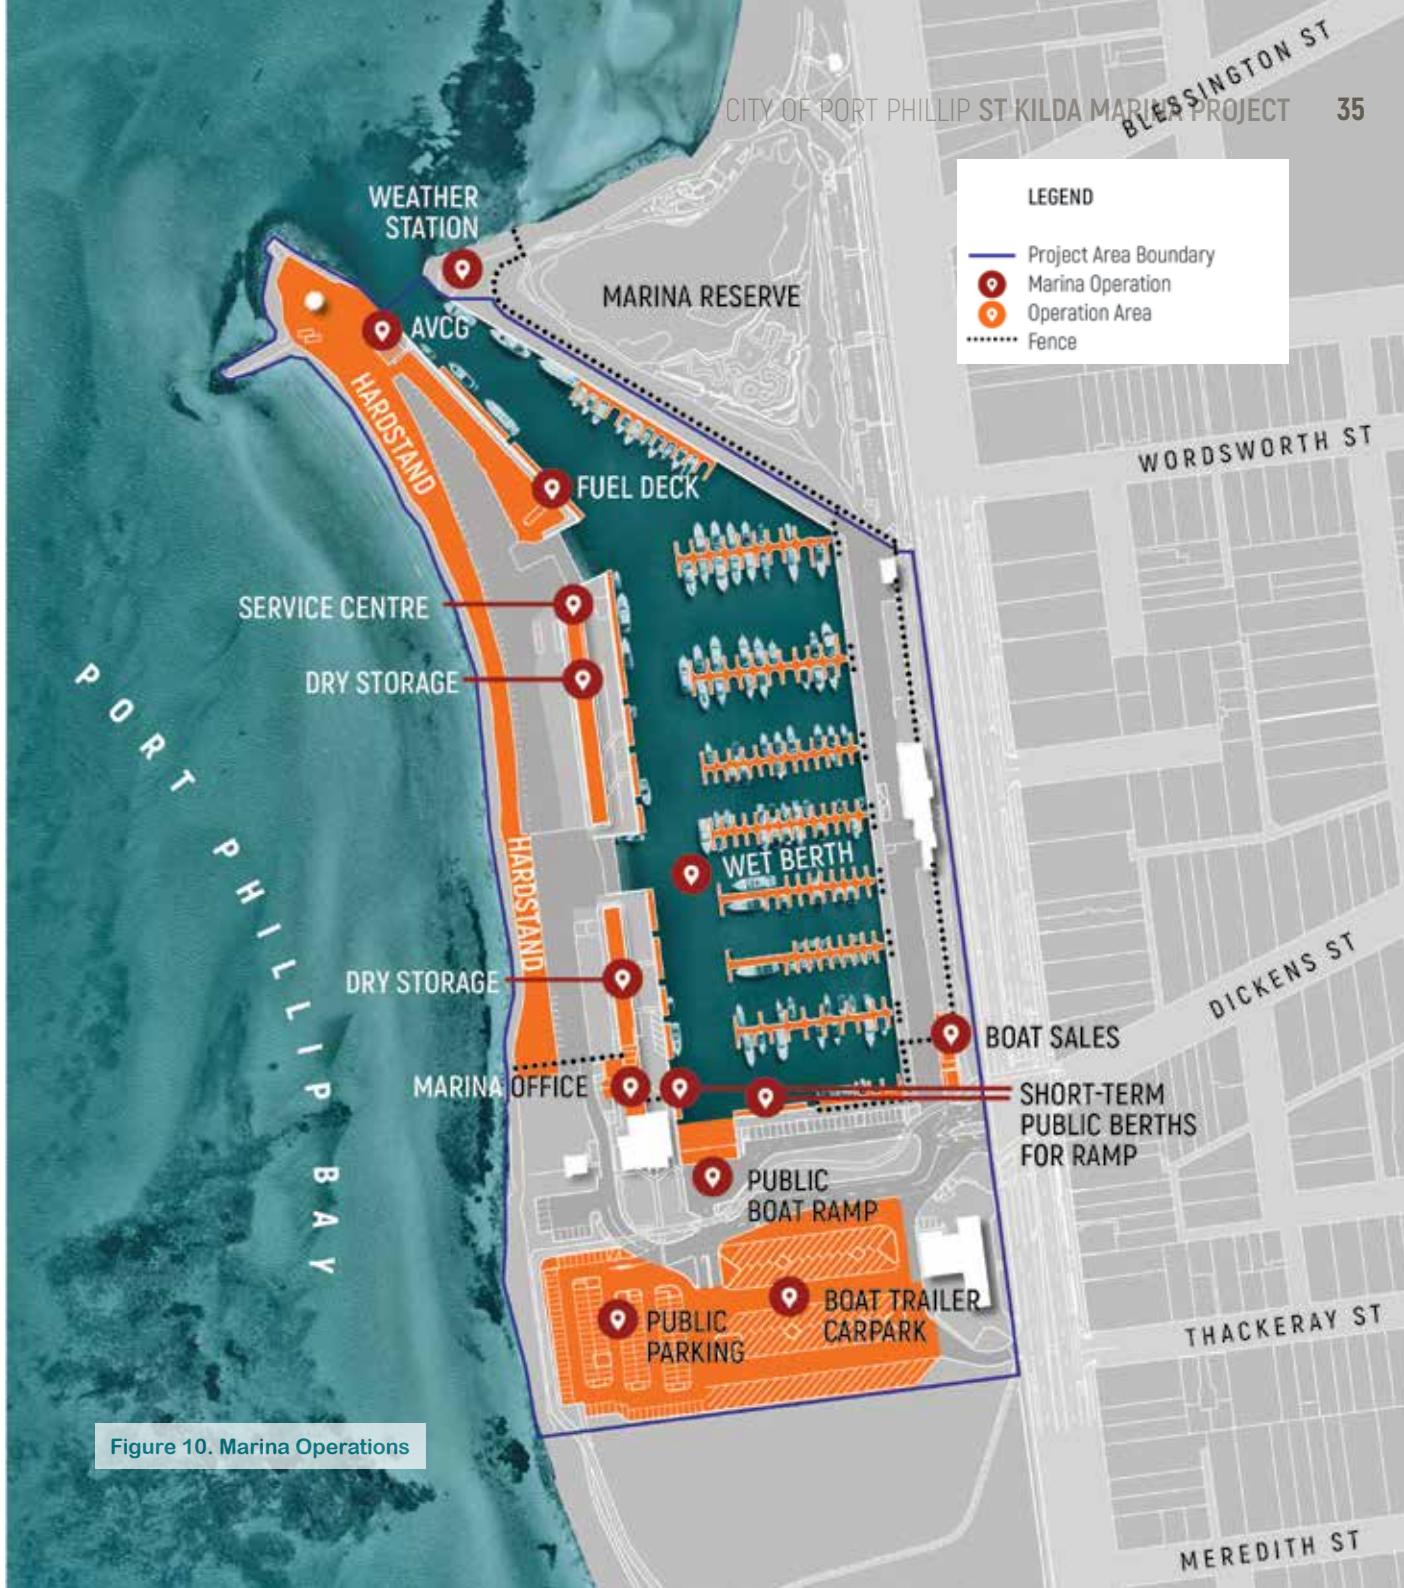 CITY OF PORT PHILLIP ST KILDA MARINA PROJECT 35
BLESSINGTON ST
LEGEND
Project Area Boundary
Marina Operation
Operation Area
Fence
WEATHER
STATION
MARINA RESERVE
AVCG
HARDSTAND
WORDSWORTH ST
FUEL DECK
SERVICE CENTRE
DRY STORAGE
PORT PHILLIP BAY
HARDSTAND
WET BERTH
DRY STORAGE
DICKENS ST
BOAT SALES
MARINA OFFICE
SHORT-TERM
PUBLIC BERTHS
FOR RAMP
PUBLIC
BOAT RAMP
BOAT TRAILER
CARPARK
PUBLIC
PARKING
THACKERAY ST
Figure 10. Marina Operations
MEREDITH ST